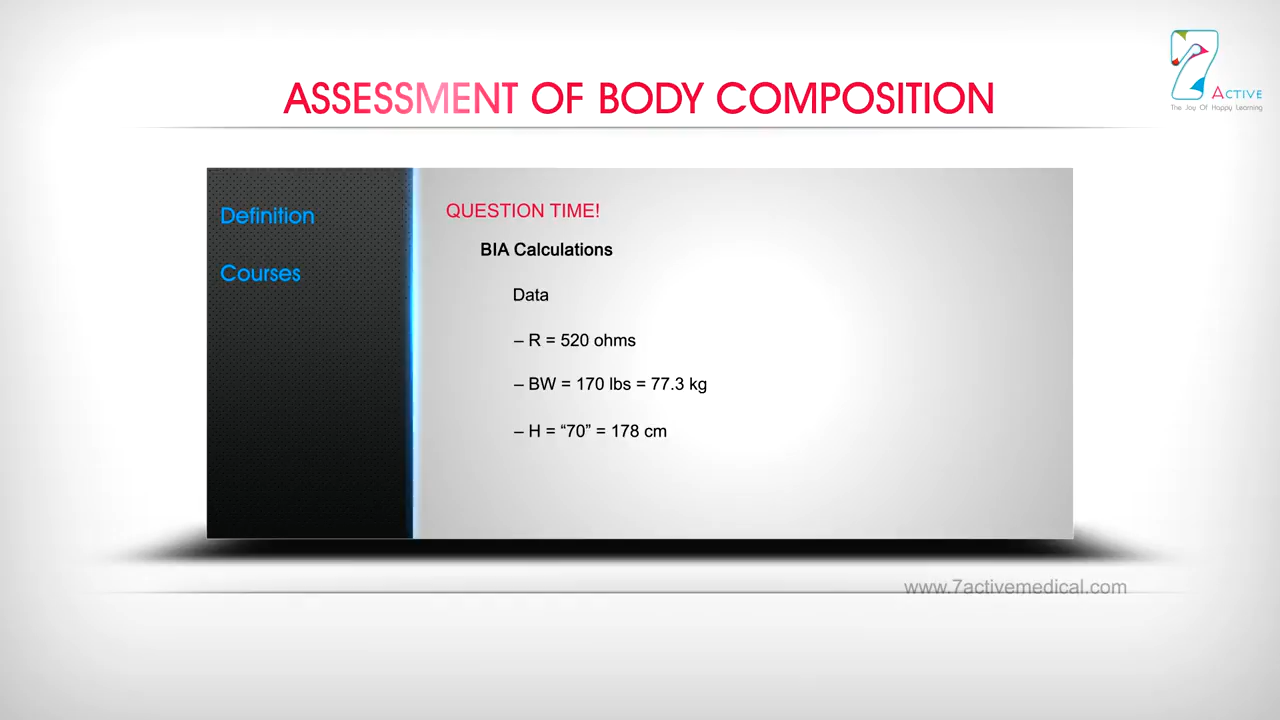 ASSESSMENT OF BODY COMPOSITION
7 ACTIVE
The Joy Of Happy Learning
Definition
Courses
QUESTION TIME!
BIA Calculations
Data
– R = 520 ohms
– BW = 170 lbs = 77.3 kg
– H = “70” = 178 cm
www.7activemedical.com